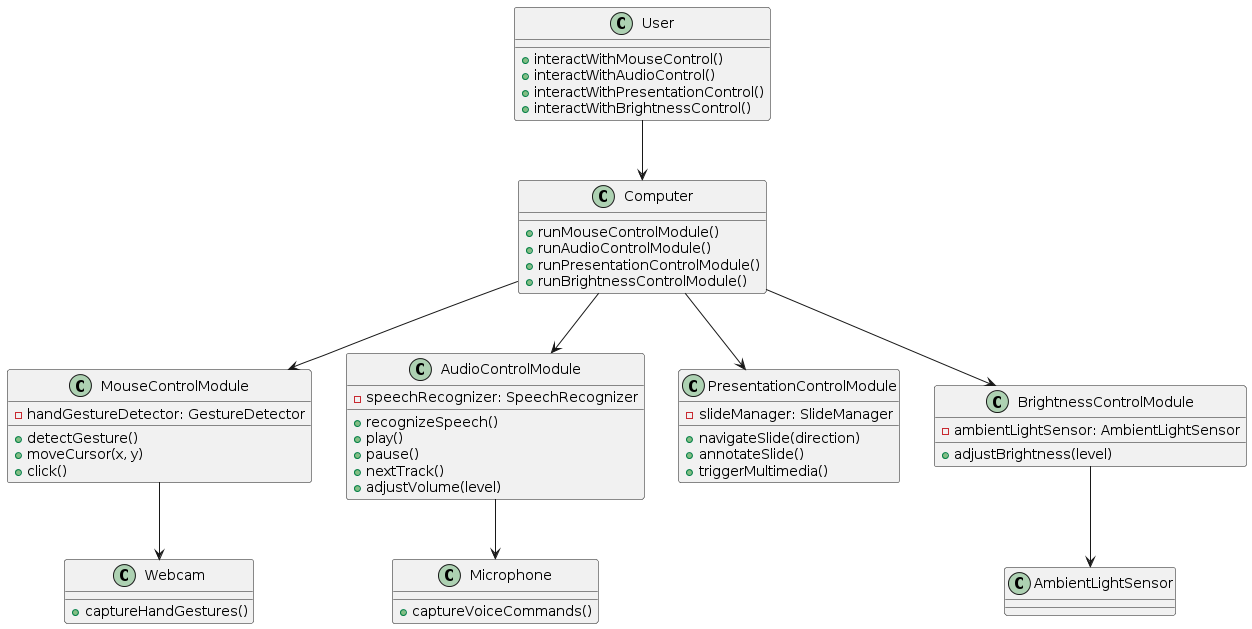 C User
interactWithMouseControl()
interactWithAudioControl()
interactWithPresentationControl()
interactWithBrightnessControl()
C Computer
runMouseControlModule()
runAudioControlModule()
runPresentationControlModule()
runBrightnessControlModule()
C MouseControlModule
handGestureDetector: GestureDetector
detectGesture()
moveCursor(x, y)
click()
C AudioControlModule
speechRecognizer: SpeechRecognizer
recognizeSpeech()
play()
pause()
nextTrack()
adjustVolume(level)
C PresentationControlModule
slideManager: SlideManager
navigateSlide(direction)
annotateSlide()
triggerMultimedia()
C BrightnessControlModule
ambientLightSensor: AmbientLightSensor
adjustBrightness(level)
C Webcam
captureHandGestures()
C Microphone
captureVoiceCommands()
C AmbientLightSensor